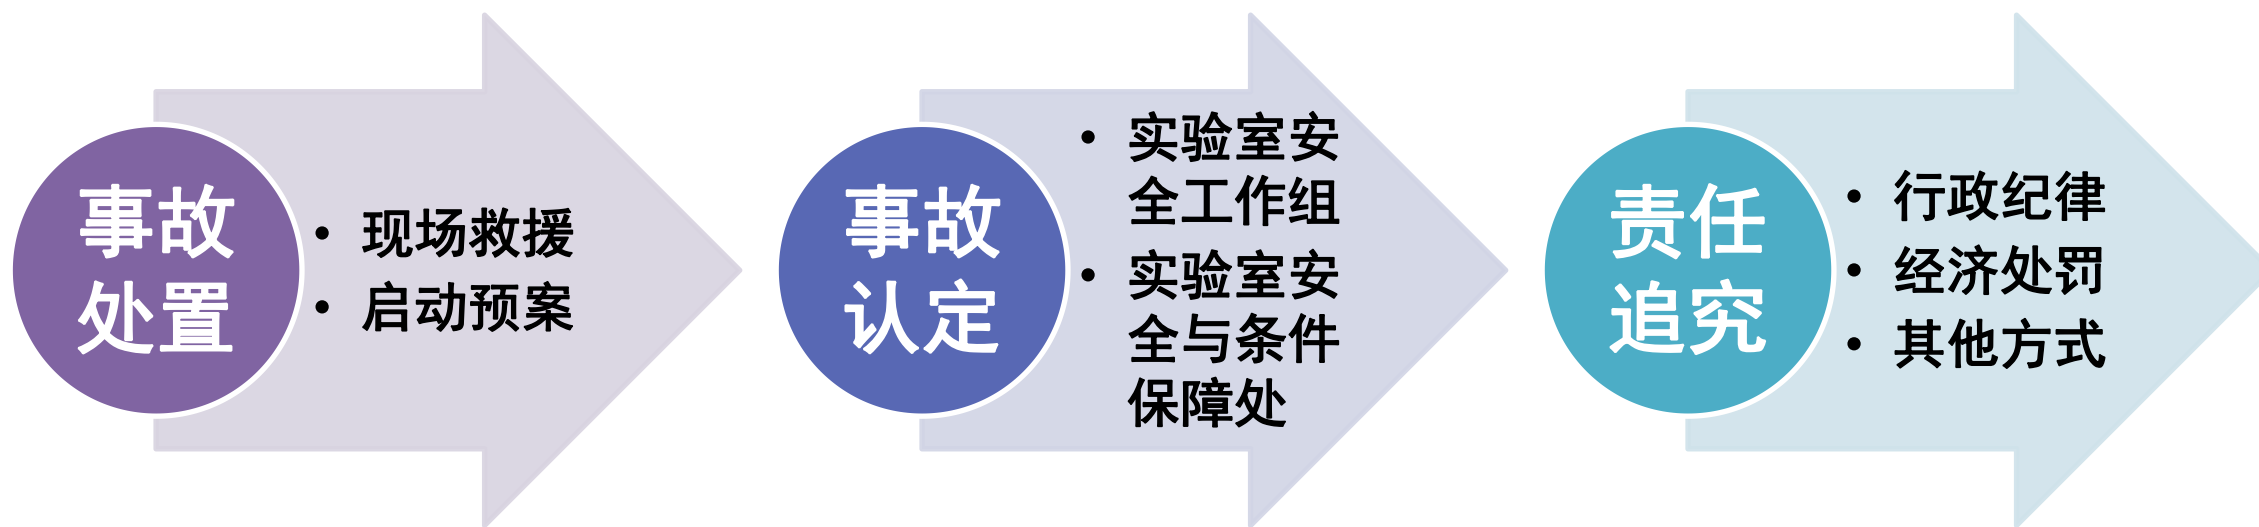 事故
处置
• 现场救援
• 启动预案
事故
认定
• 实验室安
全工作组
• 实验室安
全与条件
保障处
责任
追究
• 行政纪律
• 经济处罚
• 其他方式